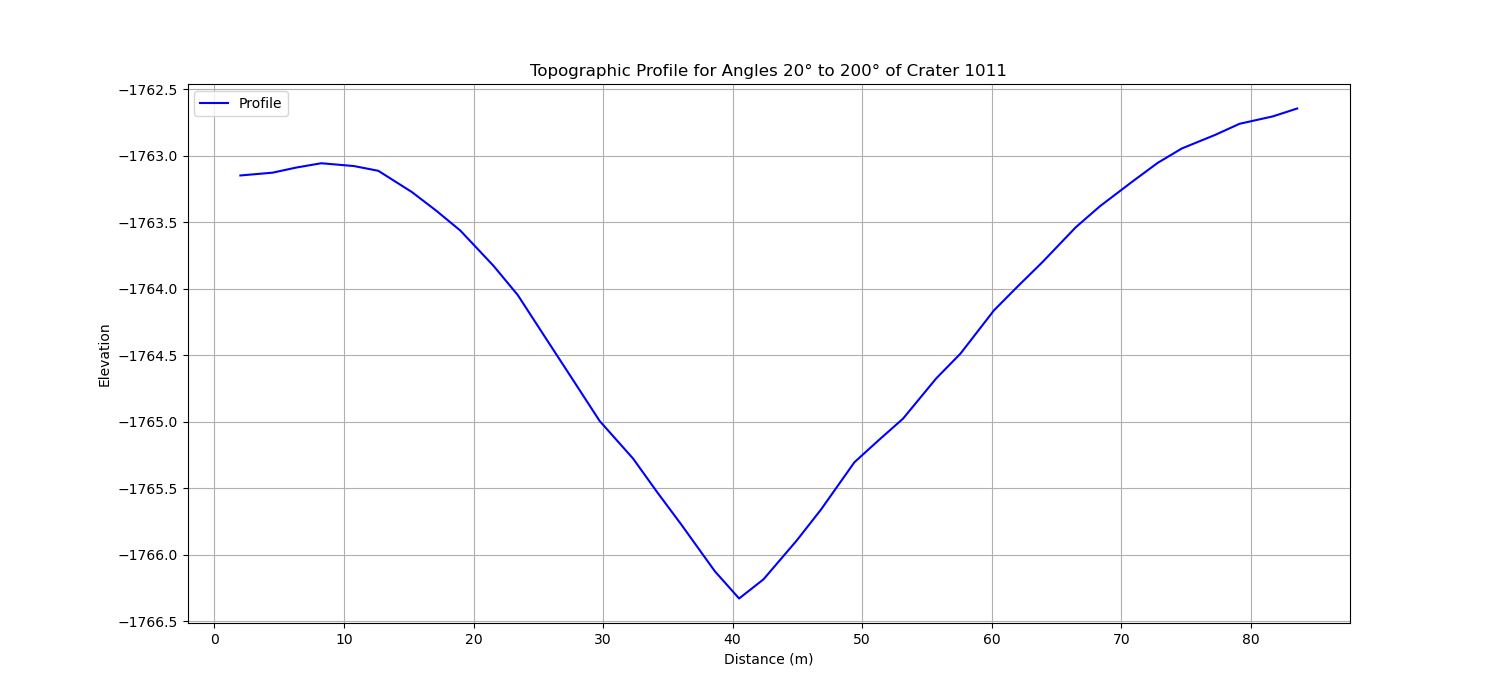 Topographic Profile for Angles 20° to 200° of Crater 1011
Profile
−1762.5
−1763.0
−1763.5
−1764.0
−1764.5
−1765.0
−1765.5
−1766.0
−1766.5
Elevation
0 10 20 30 40 50 60 70 80
Distance (m)